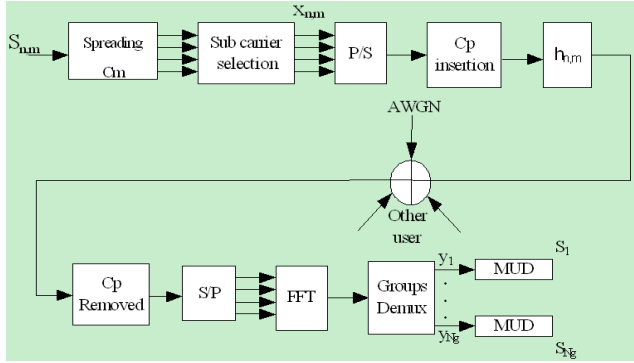 S_{n,m}
Spreading
Cm
Sub carrier
selection
X_{n,m}
P/S
Cp
insertion
h_{n,m}
AWGN
Other
user
Cp
Removed
S/P
FFT
Groups
Demux
y_1
MUD
S_1
y_{Ng}
MUD
S_{Ng}